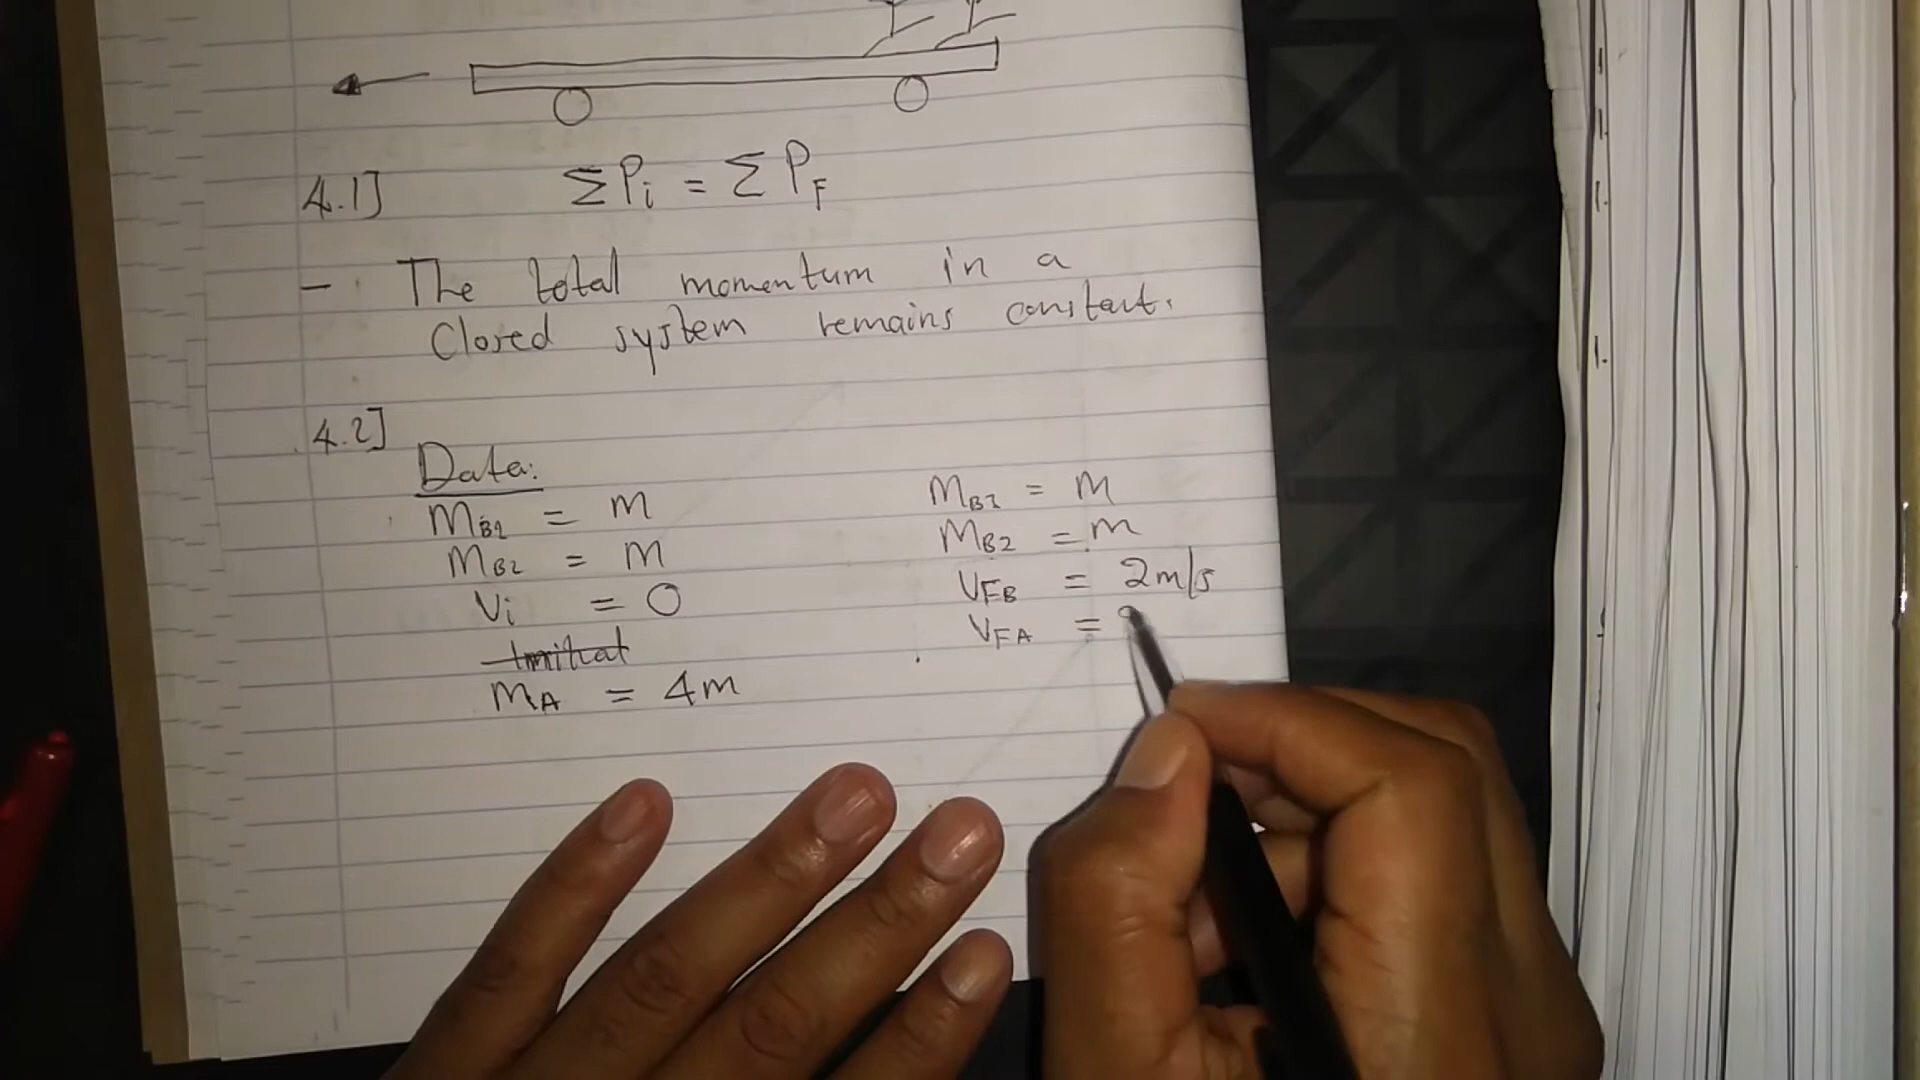 4.1] ΣPi = ΣPF
- The total momentum in a
Closed system remains constant.
4.2]
Data:
MB1 = m
MB2 = m
Vi = 0
mA = 4m
MB1 = m
MB2 = m
VFB = 2m/s
VFA = ?